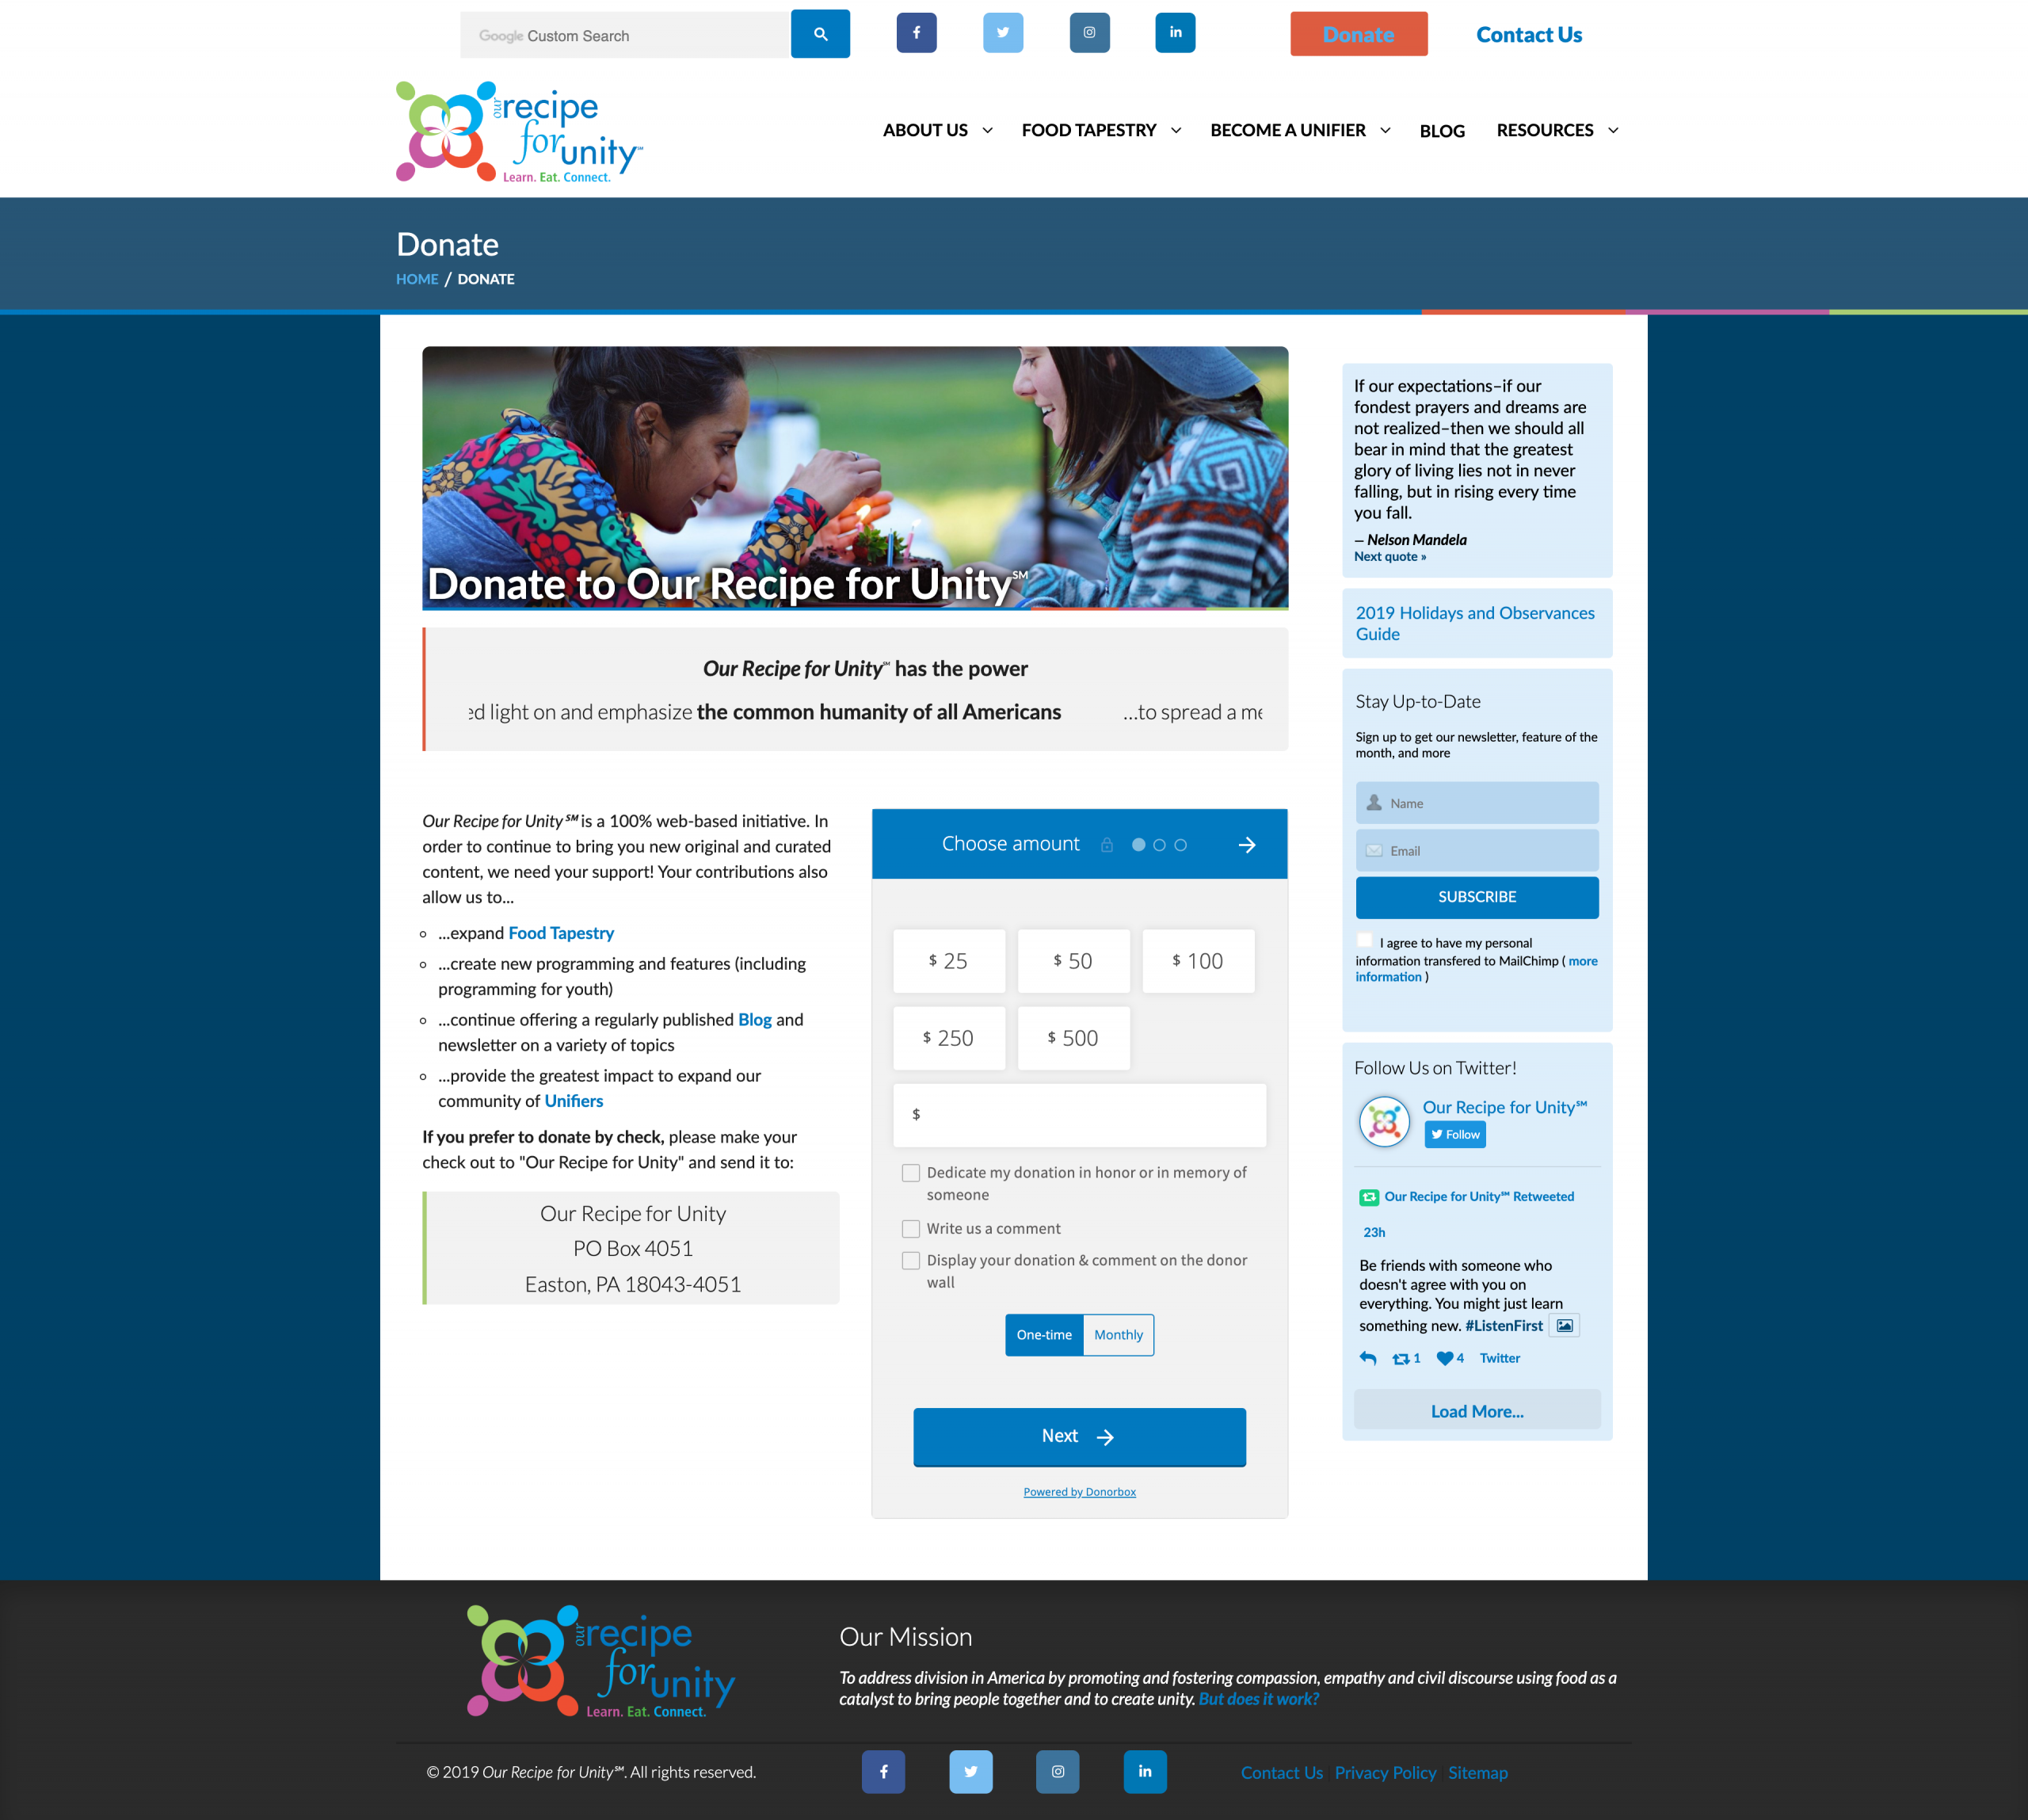 Google Custom Search
Donate
Contact Us
our recipe
for unity℠
Learn. Eat. Connect.
ABOUT US
FOOD TAPESTRY
BECOME A UNIFIER
BLOG
RESOURCES
Donate
HOME / DONATE
Donate to Our Recipe for Unity℠
Our Recipe for Unity℠ has the power
ed light on and emphasize the common humanity of all Americans
...to spread a me
Our Recipe for Unity℠ is a 100% web-based initiative. In
order to continue to bring you new original and curated
content, we need your support! Your contributions also
allow us to...
...expand Food Tapestry
...create new programming and features (including
programming for youth)
...continue offering a regularly published Blog and
newsletter on a variety of topics
...provide the greatest impact to expand our
community of Unifiers
If you prefer to donate by check, please make your
check out to "Our Recipe for Unity" and send it to:
Our Recipe for Unity
PO Box 4051
Easton, PA 18043-4051
Choose amount
$ 25
$ 50
$ 100
$ 250
$ 500
$
Dedicate my donation in honor or in memory of
someone
Write us a comment
Display your donation & comment on the donor
wall
One-time
Monthly
Next
Powered by Donorbox
If our expectations–if our
fondest prayers and dreams are
not realized–then we should all
bear in mind that the greatest
glory of living lies not in never
falling, but in rising every time
you fall.
— Nelson Mandela
Next quote »
2019 Holidays and Observances
Guide
Stay Up-to-Date
Sign up to get our newsletter, feature of the
month, and more
Name
Email
SUBSCRIBE
I agree to have my personal
information transfered to MailChimp ( more
information )
Follow Us on Twitter!
Our Recipe for Unity℠
Follow
Our Recipe for Unity℠ Retweeted
23h
Be friends with someone who
doesn't agree with you on
everything. You might just learn
something new. #ListenFirst
1
4
Twitter
Load More...
our recipe
for unity
Learn. Eat. Connect.
Our Mission
To address division in America by promoting and fostering compassion, empathy and civil discourse using food as a
catalyst to bring people together and to create unity. But does it work?
© 2019 Our Recipe for Unity℠. All rights reserved.
Contact Us
Privacy Policy
Sitemap